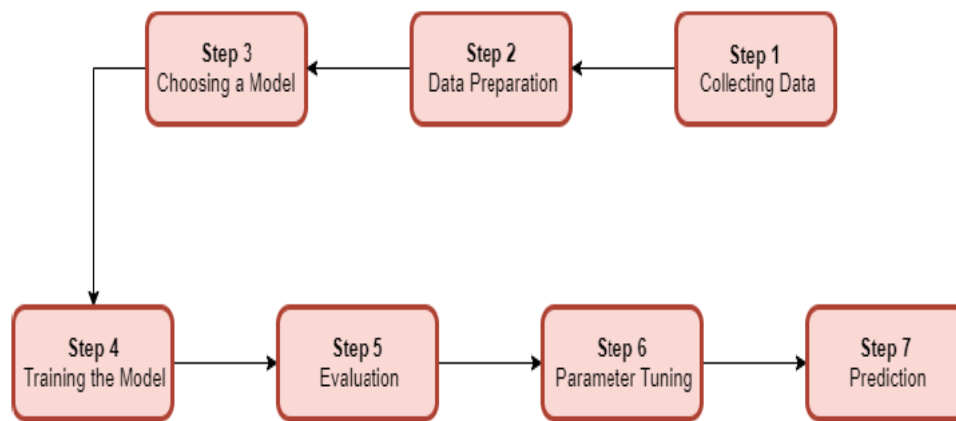 Step 1
Collecting Data
Step 2
Data Preparation
Step 3
Choosing a Model
Step 4
Training the Model
Step 5
Evaluation
Step 6
Parameter Tuning
Step 7
Prediction